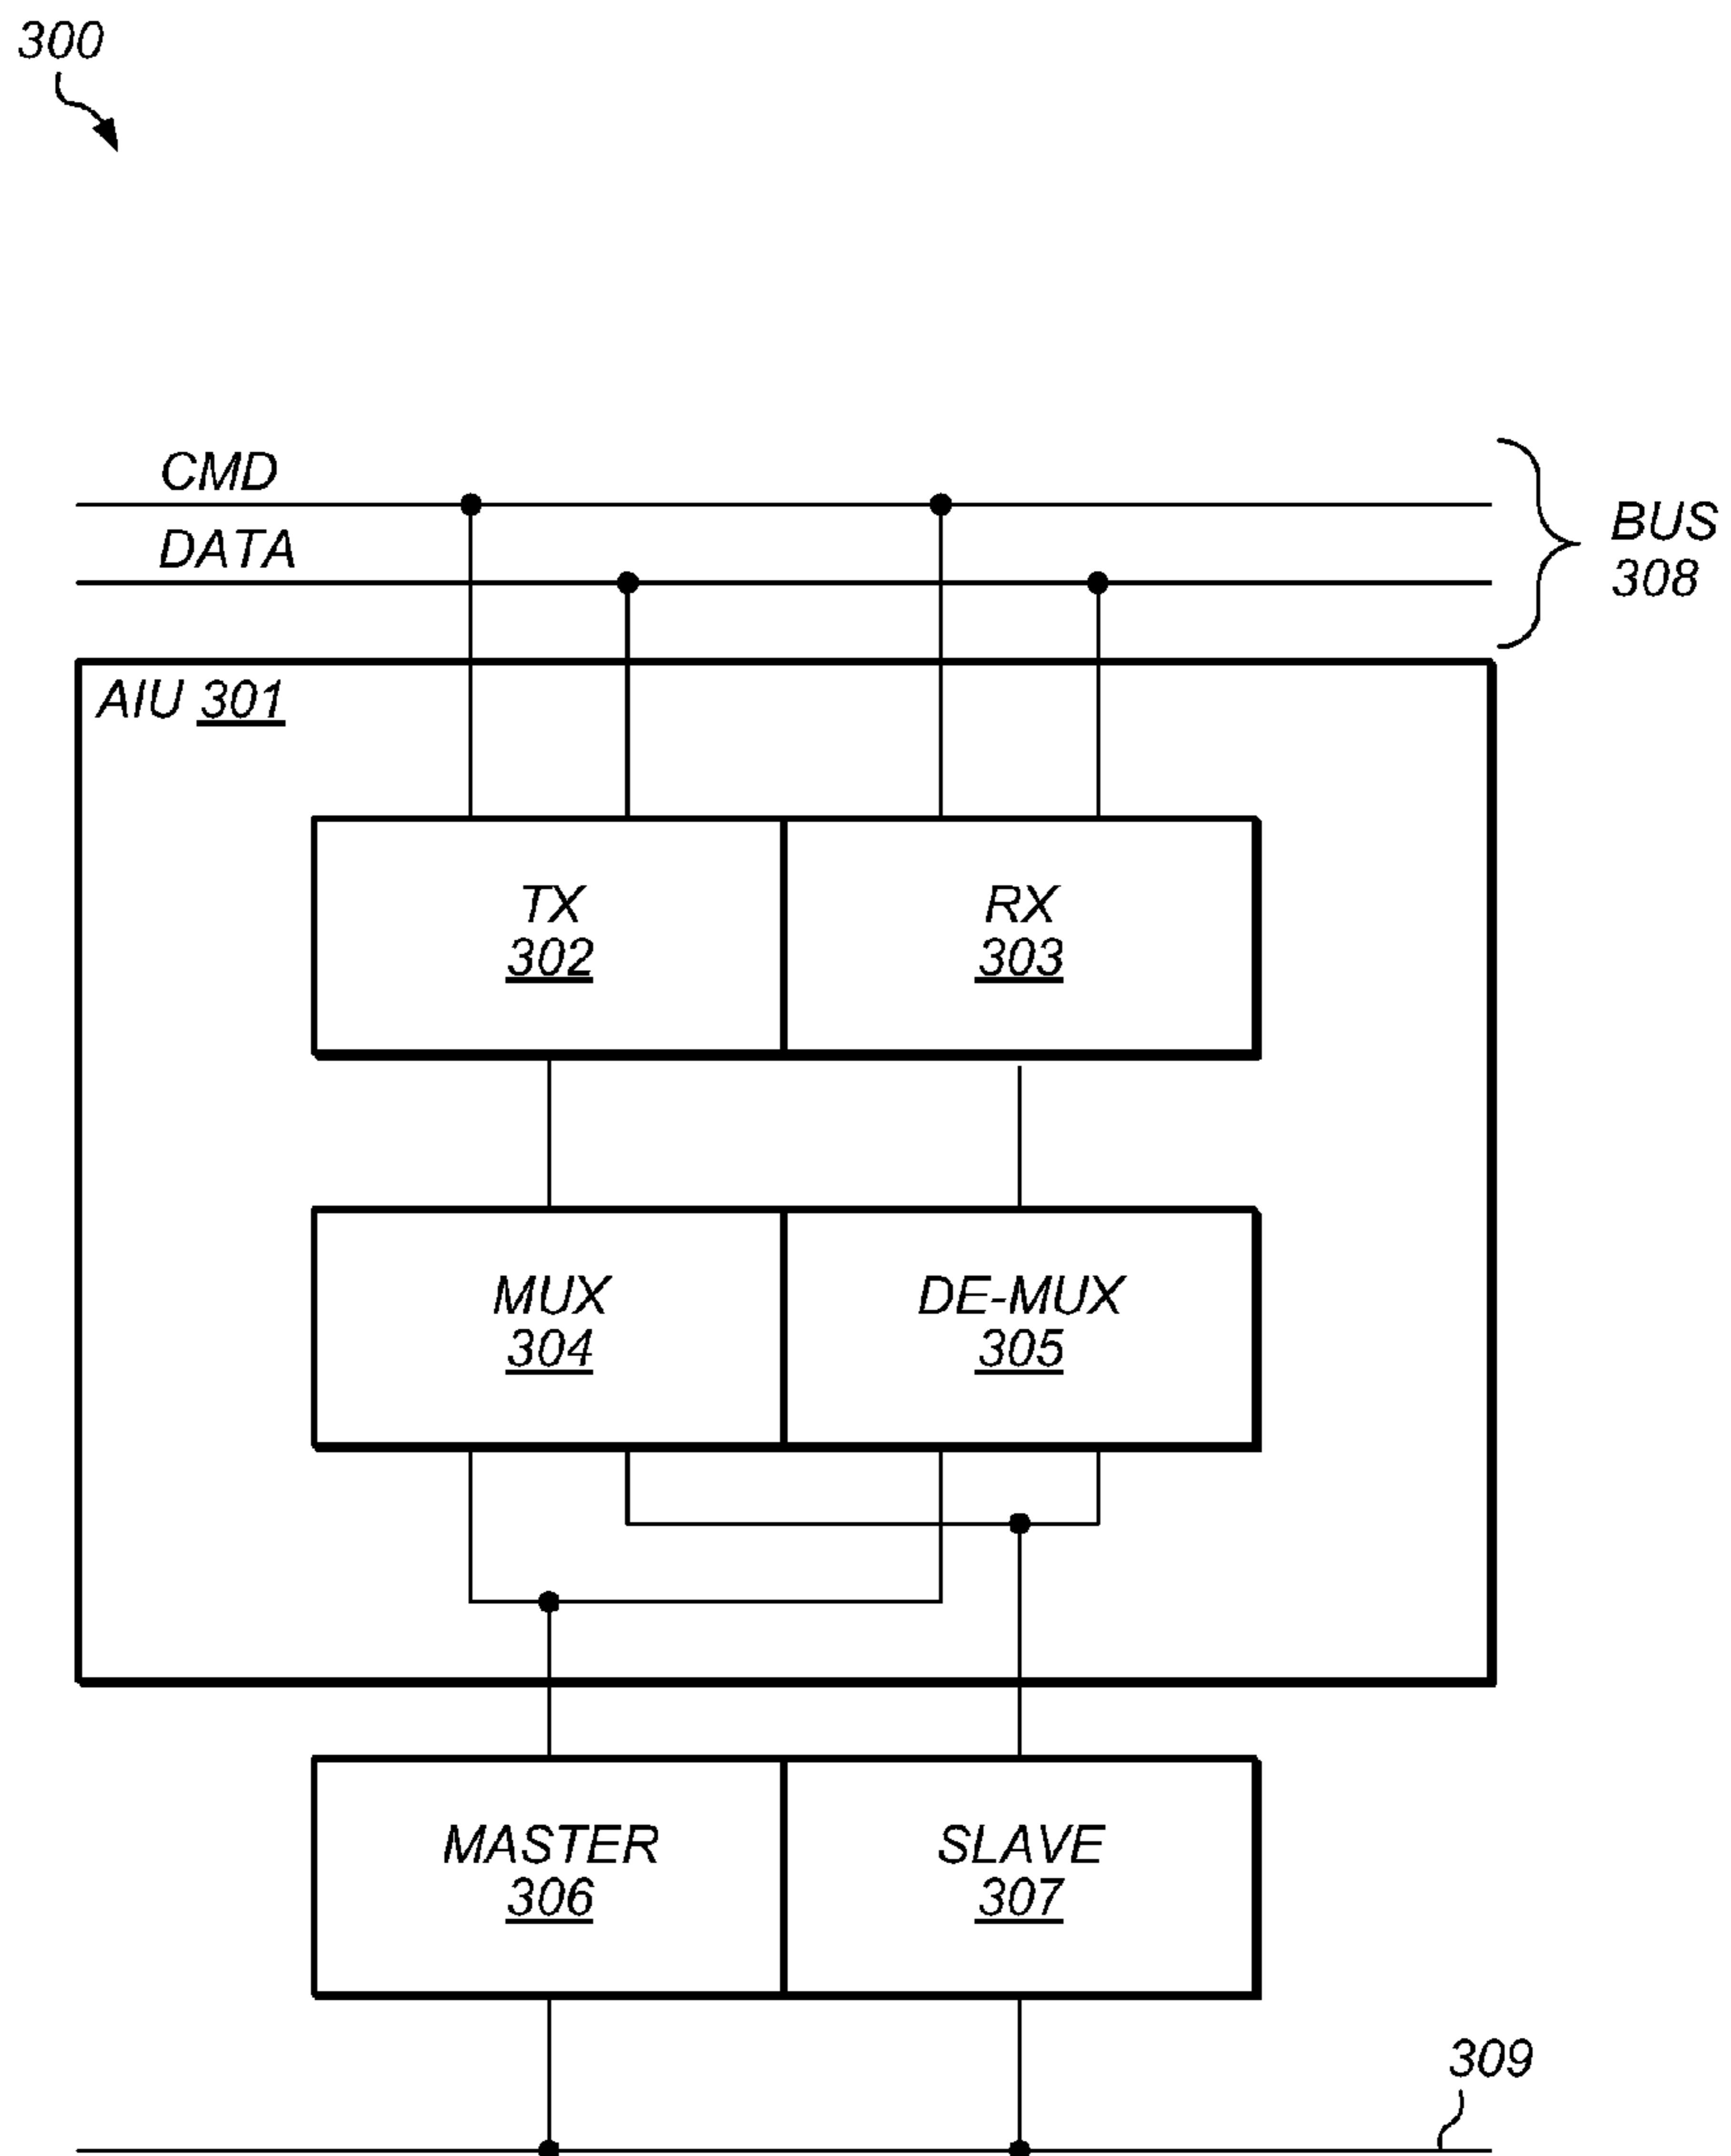 300
CMD
DATA
BUS
308
AIU 301
TX
302
RX
303
MUX
304
DE-MUX
305
MASTER
306
SLAVE
307
309